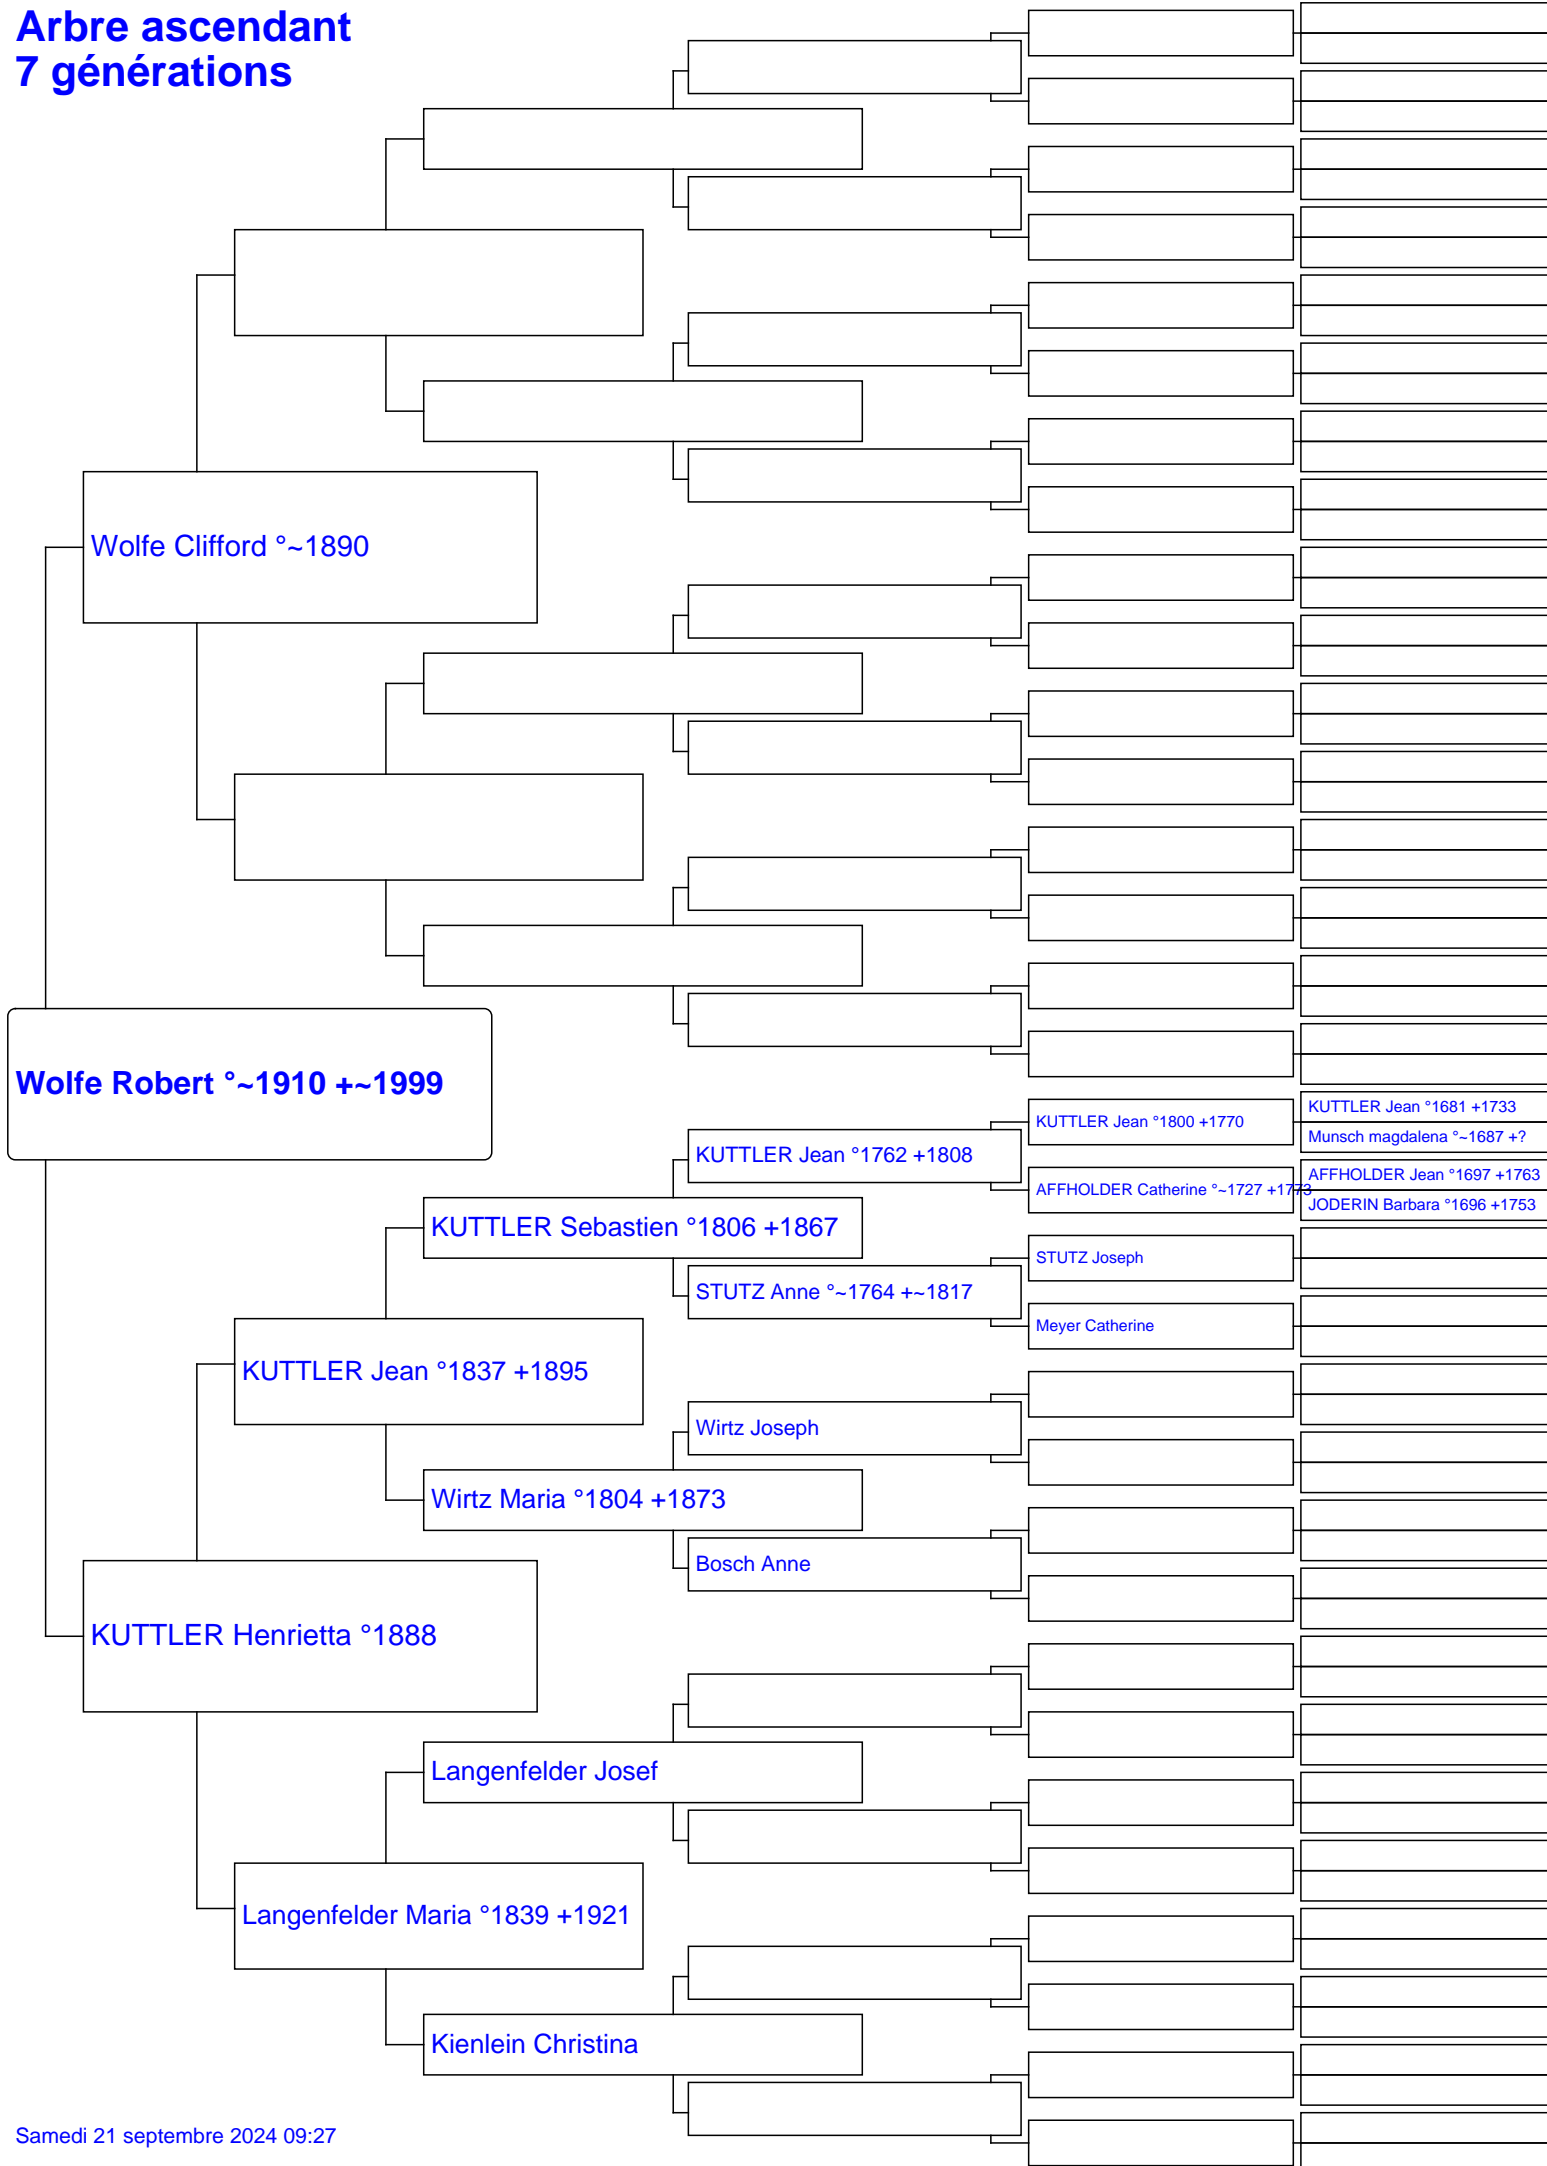 Arbre ascendant
7 générations
Wolfe Clifford °~1890
Wolfe Robert °~1910 +~1999
KUTTLER Jean °1800 +1770
KUTTLER Jean °1681 +1733
Munsch magdalena °~1687 +?
KUTTLER Jean °1762 +1808
AFFHOLDER Catherine °~1727 +1773
AFFHOLDER Jean °1697 +1763
JODERIN Barbara °1696 +1753
KUTTLER Sebastien °1806 +1867
STUTZ Joseph
STUTZ Anne °~1764 +~1817
Meyer Catherine
KUTTLER Jean °1837 +1895
Wirtz Joseph
Wirtz Maria °1804 +1873
Bosch Anne
KUTTLER Henrietta °1888
Langenfelder Josef
Langenfelder Maria °1839 +1921
Kienlein Christina
Samedi 21 septembre 2024 09:27